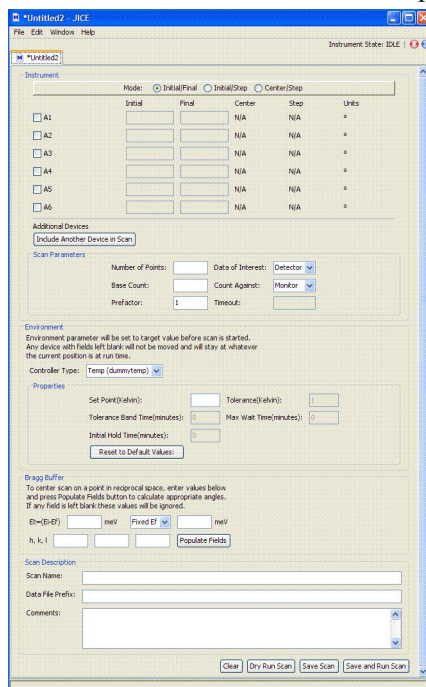 *Untitled2 - JICE
File Edit Window Help
Instrument State: IDLE
*Untitled2
Instrument
Mode: Initial/Final Initial/Step Center/Step
Initial Final Center Step Units
A1 N/A N/A º
A2 N/A N/A º
A3 N/A N/A º
A4 N/A N/A º
A5 N/A N/A º
A6 N/A N/A º
Additional Devices
Include Another Device in Scan
Scan Parameters
Number of Points: Data of Interest: Detector
Base Count: Count Against: Monitor
Prefactor: 1 Timeout:
Environment
Environment parameter will be set to target value before scan is started.
Any device with fields left blank will not be moved and will stay at whatever
the current position is at run time.
Controller Type: Temp (dummytemp)
Properties
Set Point(Kelvin): Tolerance(Kelvin): 1
Tolerance Band Time(minutes): 0 Max Wait Time(minutes): 0
Initial Hold Time(minutes): 0
Reset to Default Values:
Bragg Buffer
To center scan on a point in reciprocal space, enter values below
and press Populate Fields button to calculate appropriate angles.
If any field is left blank these values will be ignored.
Et=(Ei-Ef) meV Fixed Ef meV
h, k, l Populate Fields
Scan Description
Scan Name:
Data File Prefix:
Comments:
Clear Dry Run Scan Save Scan Save and Run Scan